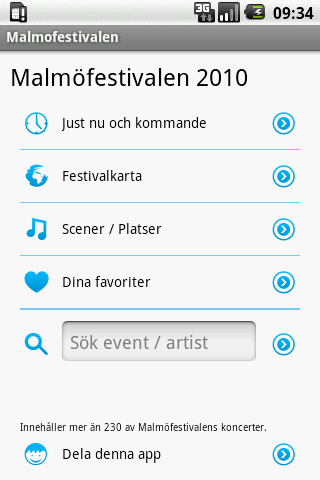 3G
09:34
Malmofestivalen
Malmöfestivalen 2010
Just nu och kommande
Festivalkarta
Scener / Platser
Dina favoriter
Sök event / artist
Innehåller mer än 230 av Malmöfestivalens koncerter.
Dela denna app